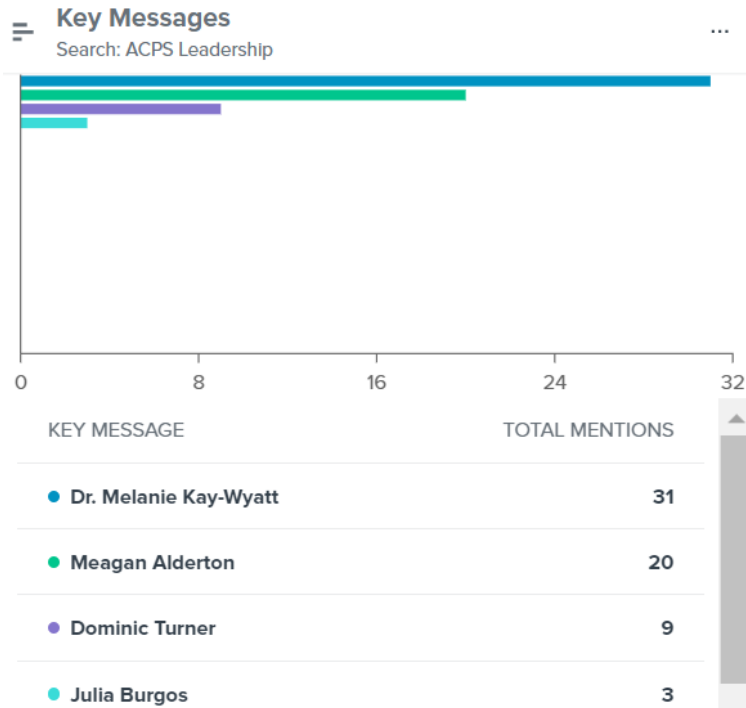 Key Messages
...
Search: ACPS Leadership
0 8 16 24 32
KEY MESSAGE TOTAL MENTIONS
Dr. Melanie Kay-Wyatt 31
Meagan Alderton 20
Dominic Turner 9
Julia Burgos 3